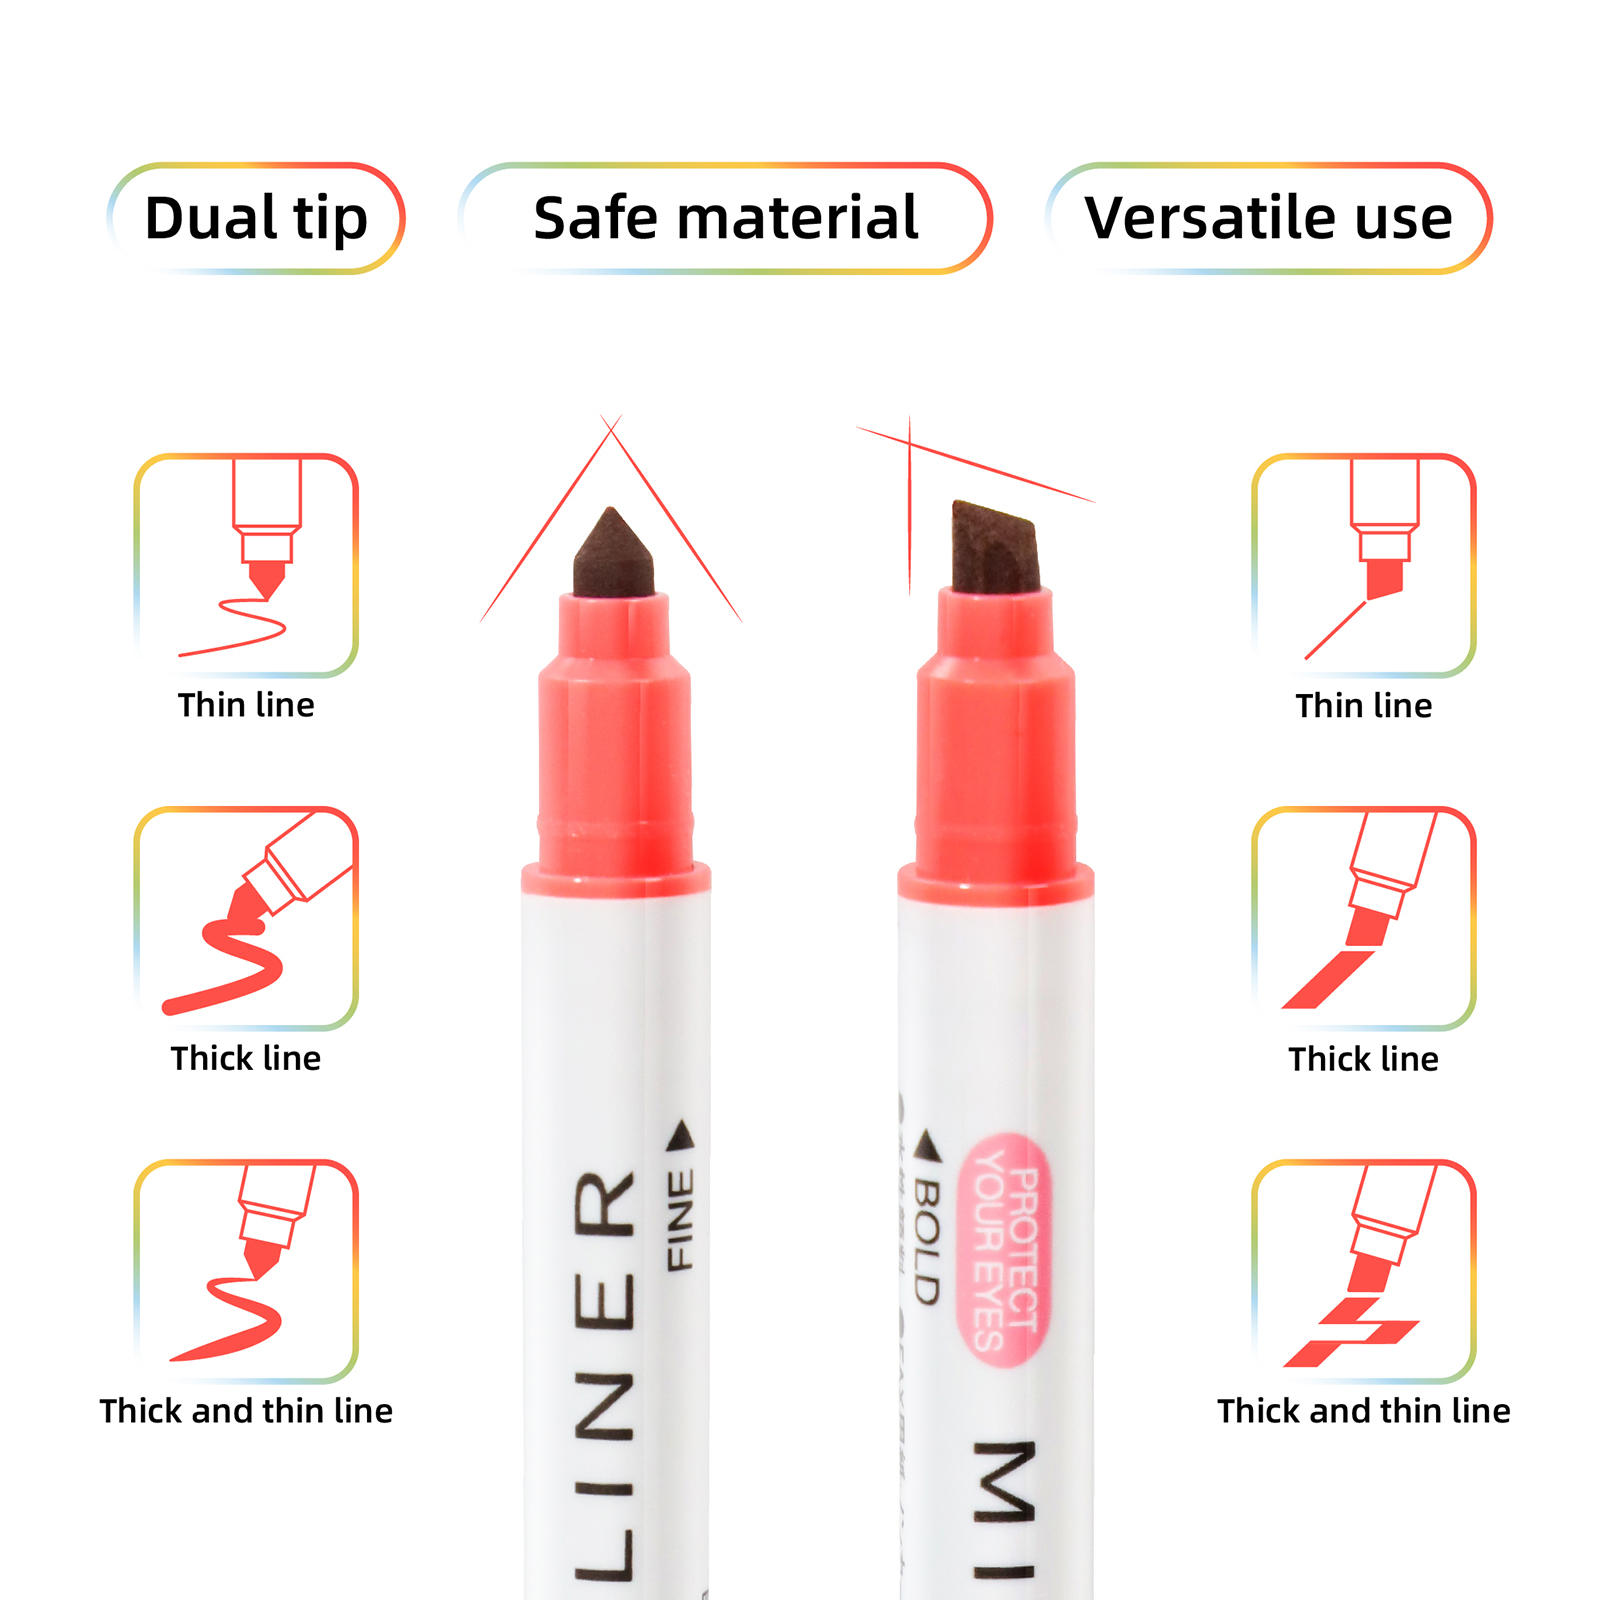 Dual tip
Safe material
Versatile use
Thin line
Thick line
Thick and thin line
LINER
FINE
BOLD
PROTECT
YOUR EYES
MI
Thin line
Thick line
Thick and thin line